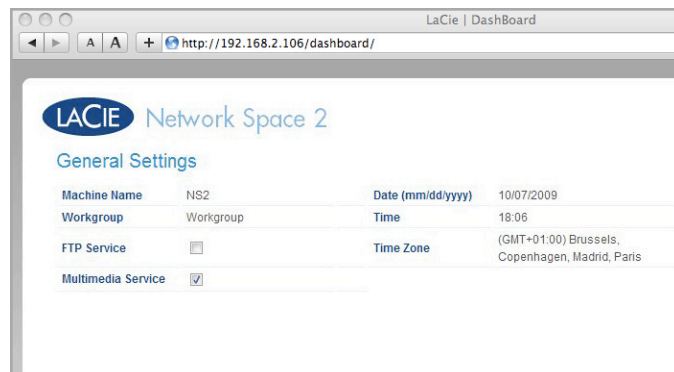 LaCie | DashBoard
A A + http://192.168.2.106/dashboard/
LACIE Network Space 2
General Settings
Machine Name NS2 Date (mm/dd/yyyy) 10/07/2009
Workgroup Workgroup Time 18:06
FTP Service Time Zone (GMT+01:00) Brussels,
Copenhagen, Madrid, Paris
Multimedia Service